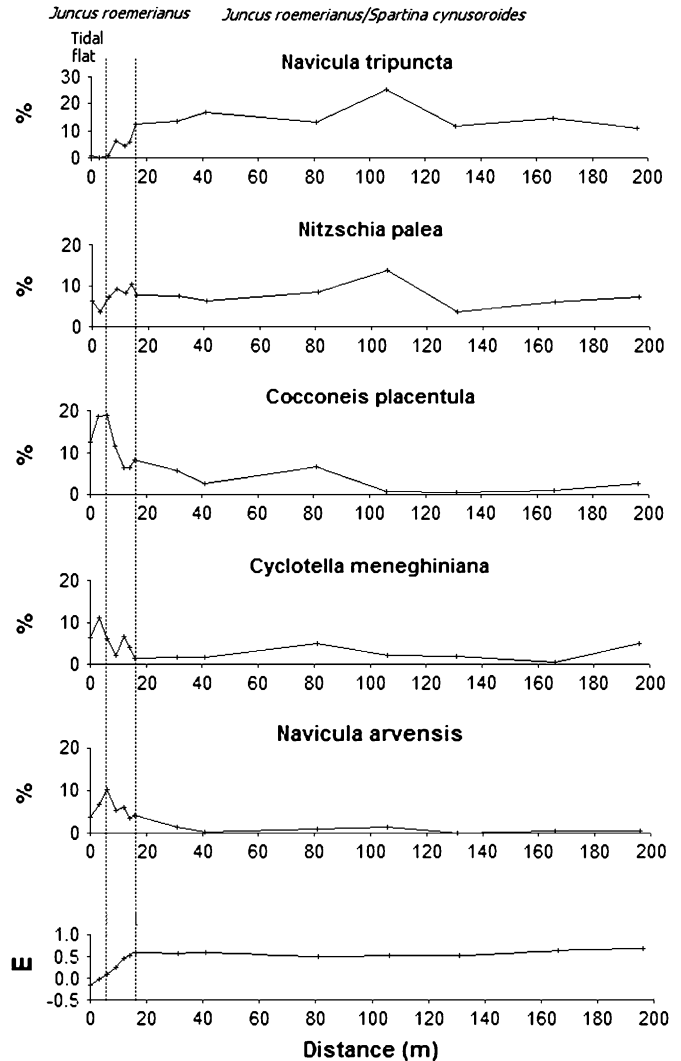 Juncus roemerianus Juncus roemerianus/Spartina cynusoroides
Tidal
flat
Navicula tripuncta
%
30
20
10
0
0 20 40 60 80 100 120 140 160 180 200
Nitzschia palea
%
20
10
0
0 20 40 60 80 100 120 140 160 180 200
Cocconeis placentula
%
20
10
0
0 20 40 60 80 100 120 140 160 180 200
Cyclotella meneghiniana
%
20
10
0
0 20 40 60 80 100 120 140 160 180 200
Navicula arvensis
%
20
10
0
0 20 40 60 80 100 120 140 160 180 200
E
1.0
0.5
0.0
-0.5
0 20 40 60 80 100 120 140 160 180 200
Distance (m)